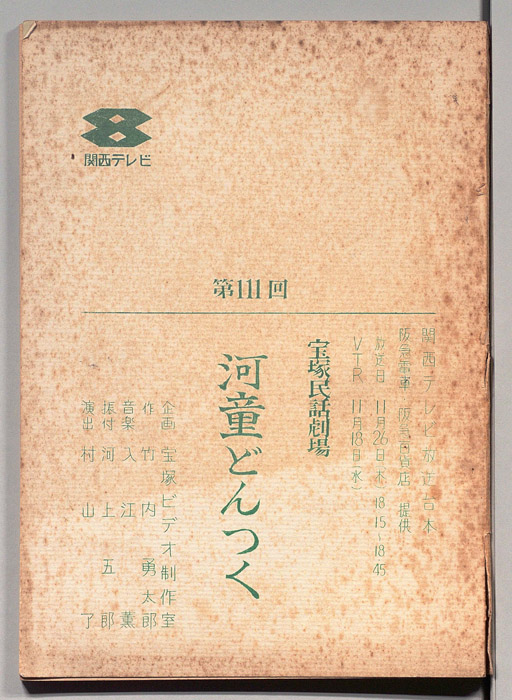 8
関西テレビ
第111回
関西テレビ放送台本
阪急電車 阪急百貨店 提供
放送日 11月26日(木) 18.15〜18.45
VTR 11月18日(水)
宝塚民話劇場
河童どんつく
企画 宝塚ビデオ制作室
作 竹内勇太郎
音楽 入江薫
振付 河上五郎
演出 村山了